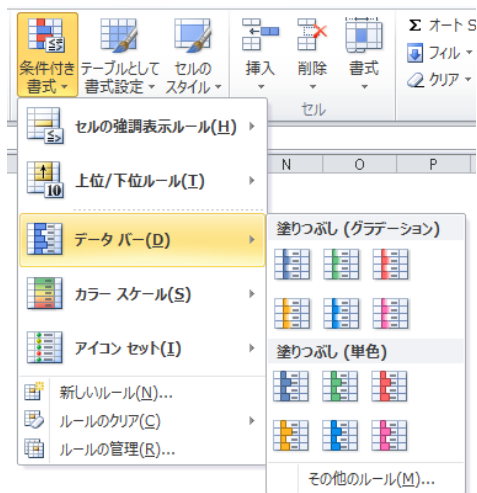 条件付き
書式
テーブルとして
書式設定
セルの
スタイル
挿入
削除
書式
セル
Σ オート S
フィル
クリア
セルの強調表示ルール(H)
上位/下位ルール(T)
データ バー(D)
カラー スケール(S)
アイコン セット(I)
新しいルール(N)...
ルールのクリア(C)
ルールの管理(R)...
N
O
P
塗りつぶし (グラデーション)
塗りつぶし (単色)
その他のルール(M)...
10